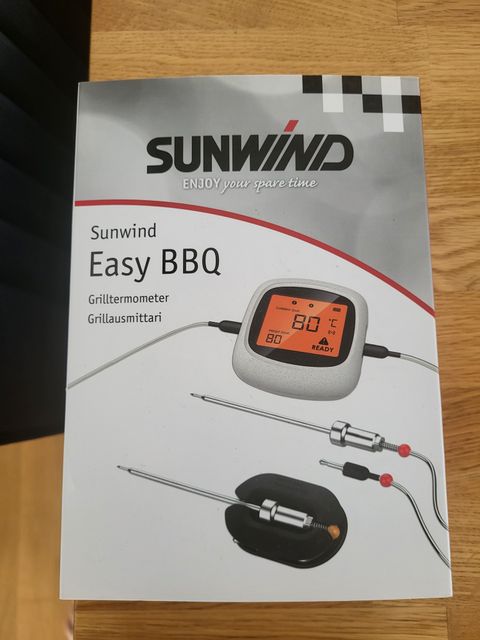 SUNWIND
ENJOY your spare time
Sunwind
Easy BBQ
Grilltermometer
Grillausmittari
80 °C
80
READY